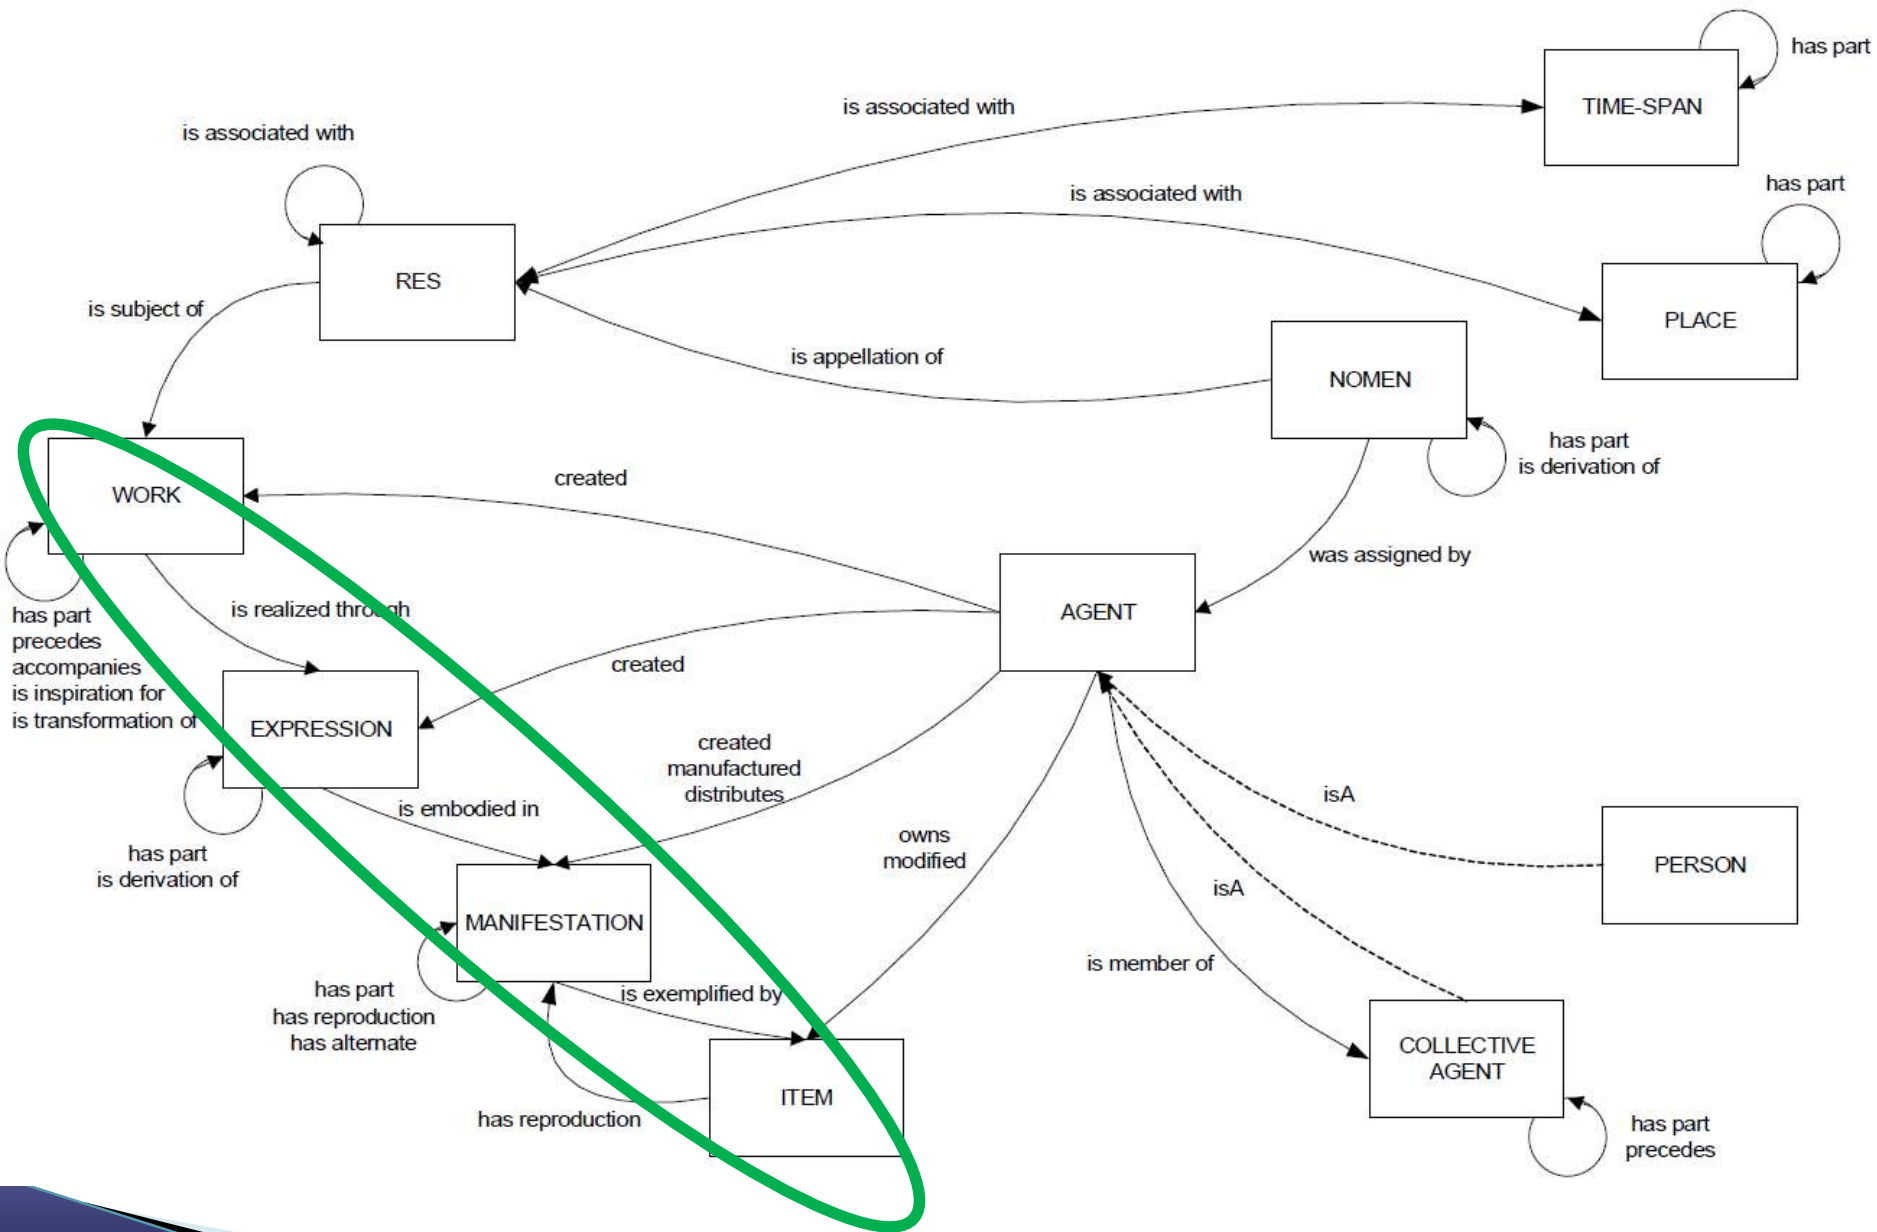 has part
TIME-SPAN
is associated with
is associated with
has part
is associated with
RES
is subject of
PLACE
is appellation of
NOMEN
has part
is derivation of
WORK
created
was assigned by
has part
precedes
accompanies
is inspiration for
is transformation of
is realized through
AGENT
created
EXPRESSION
created
manufactured
distributes
is embodied in
has part
is derivation of
owns
modified
isA
PERSON
isA
MANIFESTATION
is member of
has part
has reproduction
has alternate
is exemplified by
COLLECTIVE
AGENT
ITEM
has reproduction
has part
precedes